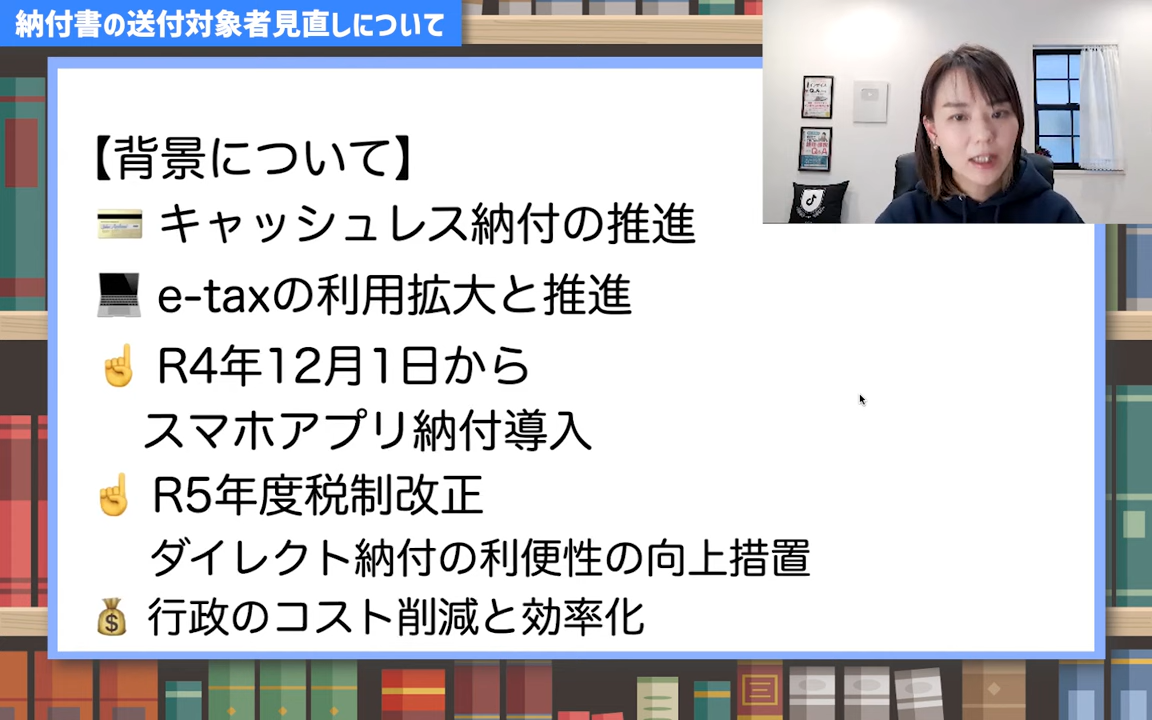 納付書の送付対象者見直しについて
【背景について】
キャッシュレス納付の推進
e-taxの利用拡大と推進
R4年12月1日から
スマホアプリ納付導入
R5年度税制改正
ダイレクト納付の利便性の向上措置
行政のコスト削減と効率化